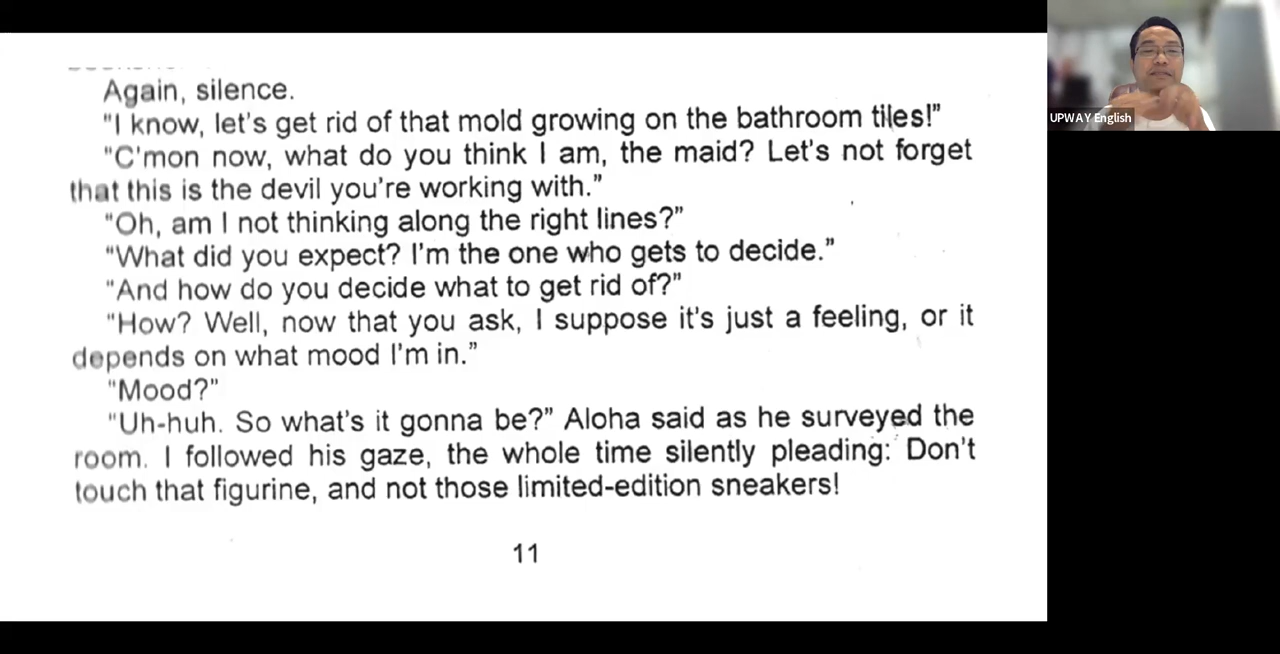 Again, silence.
"I know, let's get rid of that mold growing on the bathroom tiles!”
"C'mon now, what do you think I am, the maid? Let's not forget
that this is the devil you’re working with.”
“Oh, am I not thinking along the right lines?”
“What did you expect? I’m the one who gets to decide.”
“And how do you decide what to get rid of?”
“How? Well, now that you ask, I suppose it's just a feeling, or it
depends on what mood I’m in.”
“Mood?”
“Uh-huh. So what’s it gonna be?” Aloha said as he surveyed the
room. I followed his gaze, the whole time silently pleading: Don’t
touch that figurine, and not those limited-edition sneakers!
11
UPWAY English